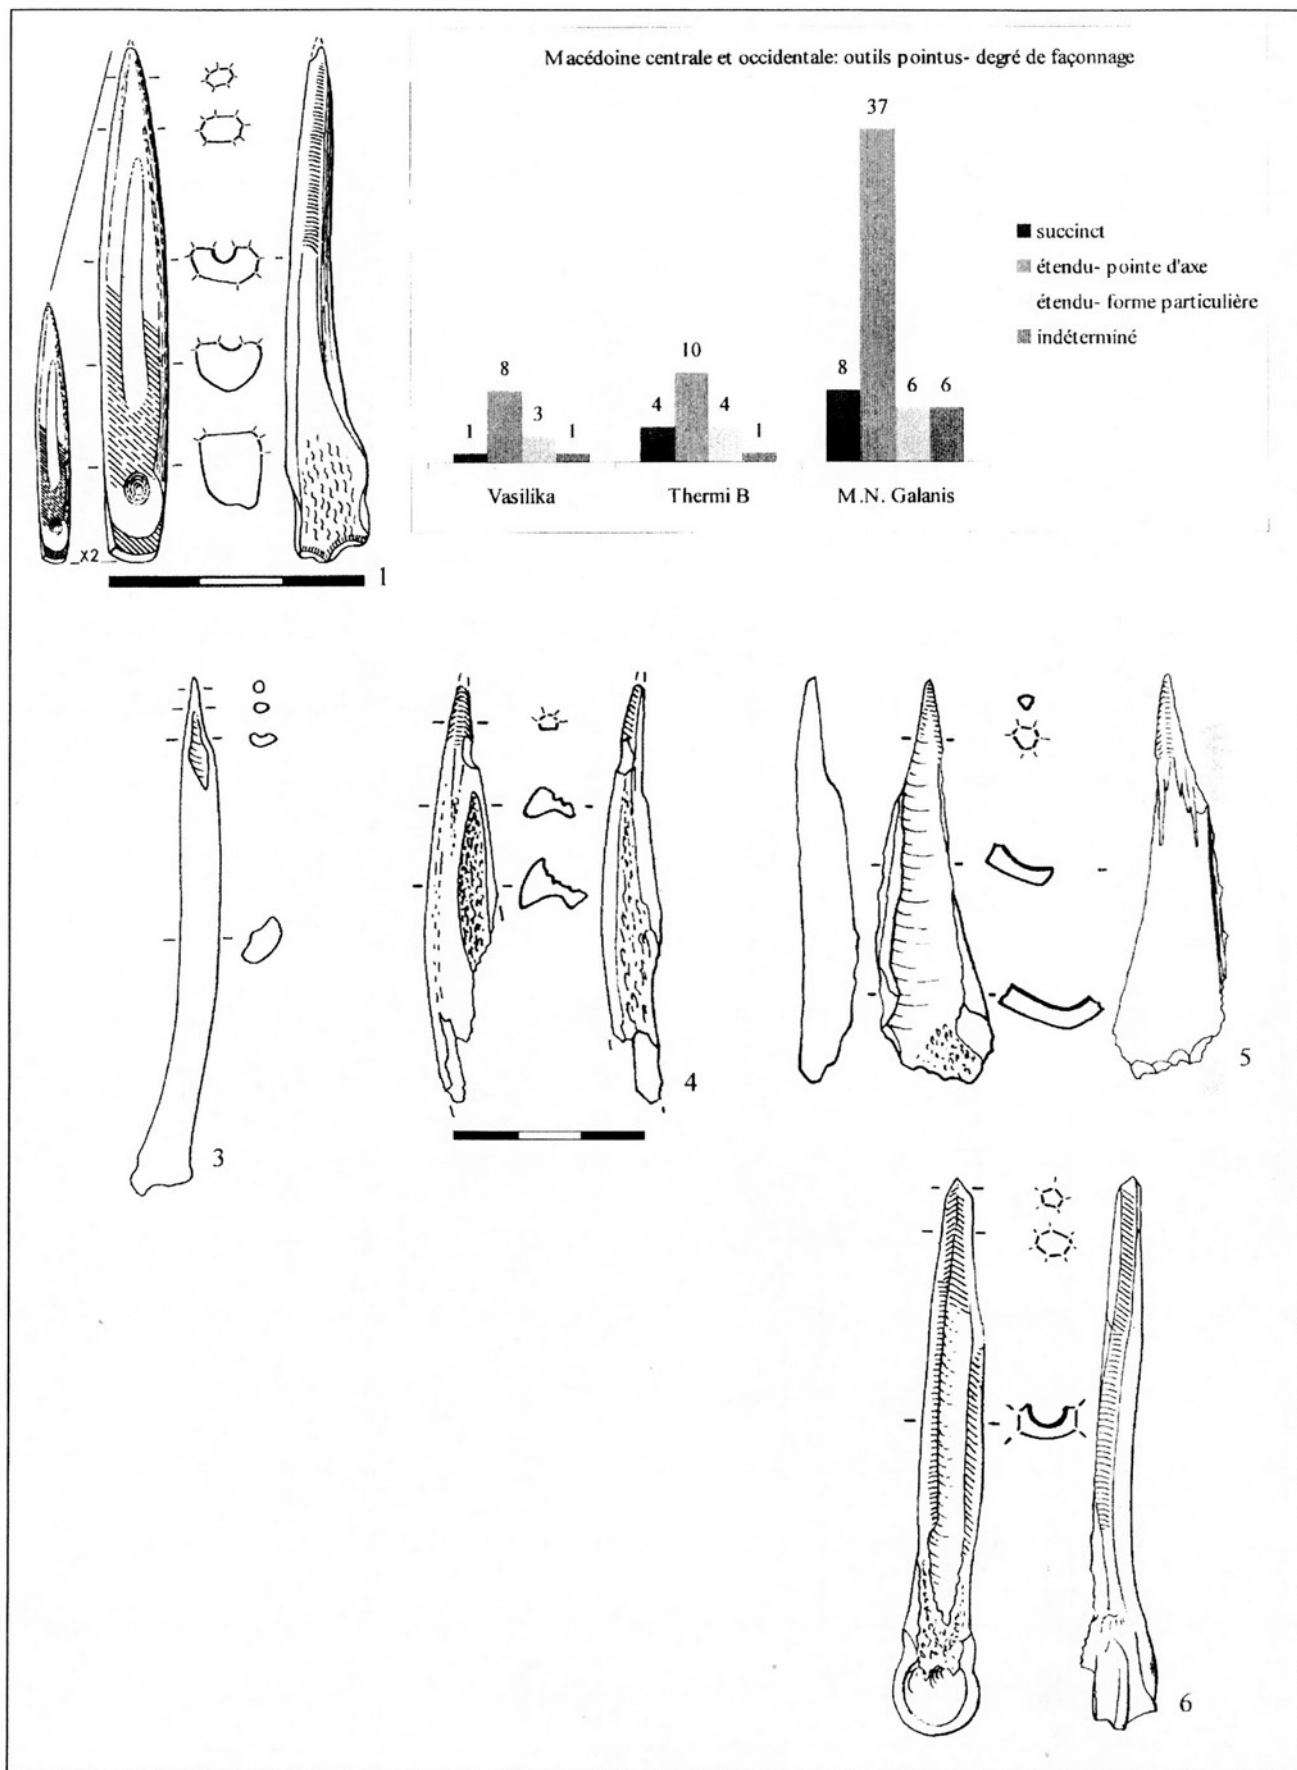 Macédoine centrale et occidentale: outils pointus- degré de façonnage
37
succinct
étendu- pointe d'axe
étendu- forme particulière
indéterminé
8
10
8
6
6
1
3
1
4
4
1
Vasilika
Thermi B
M.N. Galanis
X2
1
3
4
5
6